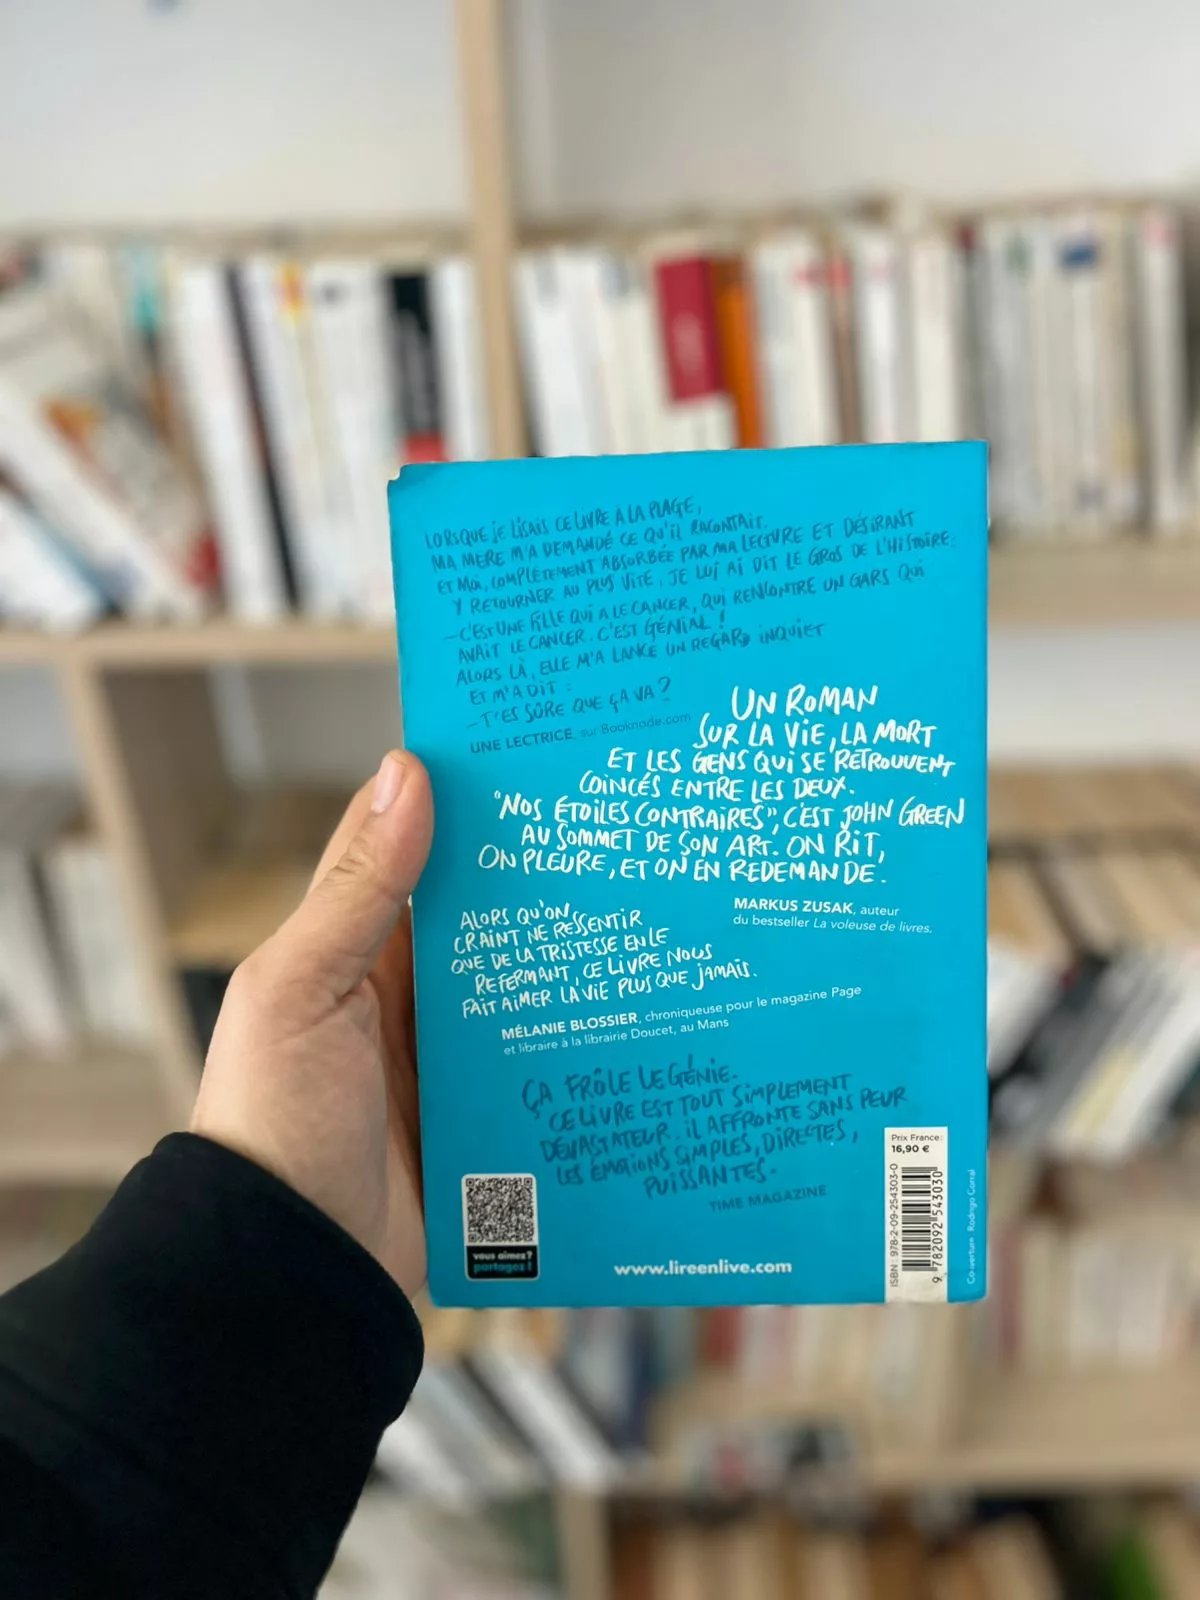 LORSQUE JE LISAIS CE LIVRE À LA PLAGE,
MA MÈRE M'A DEMANDÉ CE QU'IL RACONTAIT.
ET MOI, COMPLÈTEMENT ABSORBÉE PAR MA LECTURE ET DÉSIRANT
Y RETOURNER AU PLUS VITE, JE LUI AI DIT LE GROS DE L'HISTOIRE:
– C'EST UNE FILLE QUI A LE CANCER, QUI RENCONTRE UN GARS QUI
AVAIT LE CANCER. C'EST GÉNIAL !
ALORS LÀ, ELLE M'A LANCÉ UN REGARD INQUIET
ET M'A DIT :
– T'ES SÛRE QUE ÇA VA ?
UNE LECTRICE, sur Booknode.com
UN ROMAN
SUR LA VIE, LA MORT
ET LES GENS QUI SE RETROUVENT
COINCÉS ENTRE LES DEUX.
"NOS ÉTOILES CONTRAIRES", C'EST JOHN GREEN
AU SOMMET DE SON ART. ON RIT,
ON PLEURE, ET ON EN REDEMANDE.
MARKUS ZUSAK, auteur
du bestseller La voleuse de livres.
ALORS QU'ON
CRAINT NE RESSENTIR
QUE DE LA TRISTESSE EN LE
REFERMANT, CE LIVRE NOUS
FAIT AIMER LA VIE PLUS QUE JAMAIS.
MÉLANIE BLOSSIER, chroniqueuse pour le magazine Page
et libraire à la librairie Doucet, au Mans
ÇA FRÔLE LE GÉNIE.
CE LIVRE EST TOUT SIMPLEMENT
DÉVASTATEUR. IL AFFRONTE SANS PEUR
LES ÉMOTIONS SIMPLES, DIRECTES,
PUISSANTES.
TIME MAGAZINE
vous aimez ?
partagez !
www.lireenlive.com
Prix France:
16,90 €
ISBN : 978-2-09-254303-0
9 782092 543030
Couverture : Rodrigo Corral